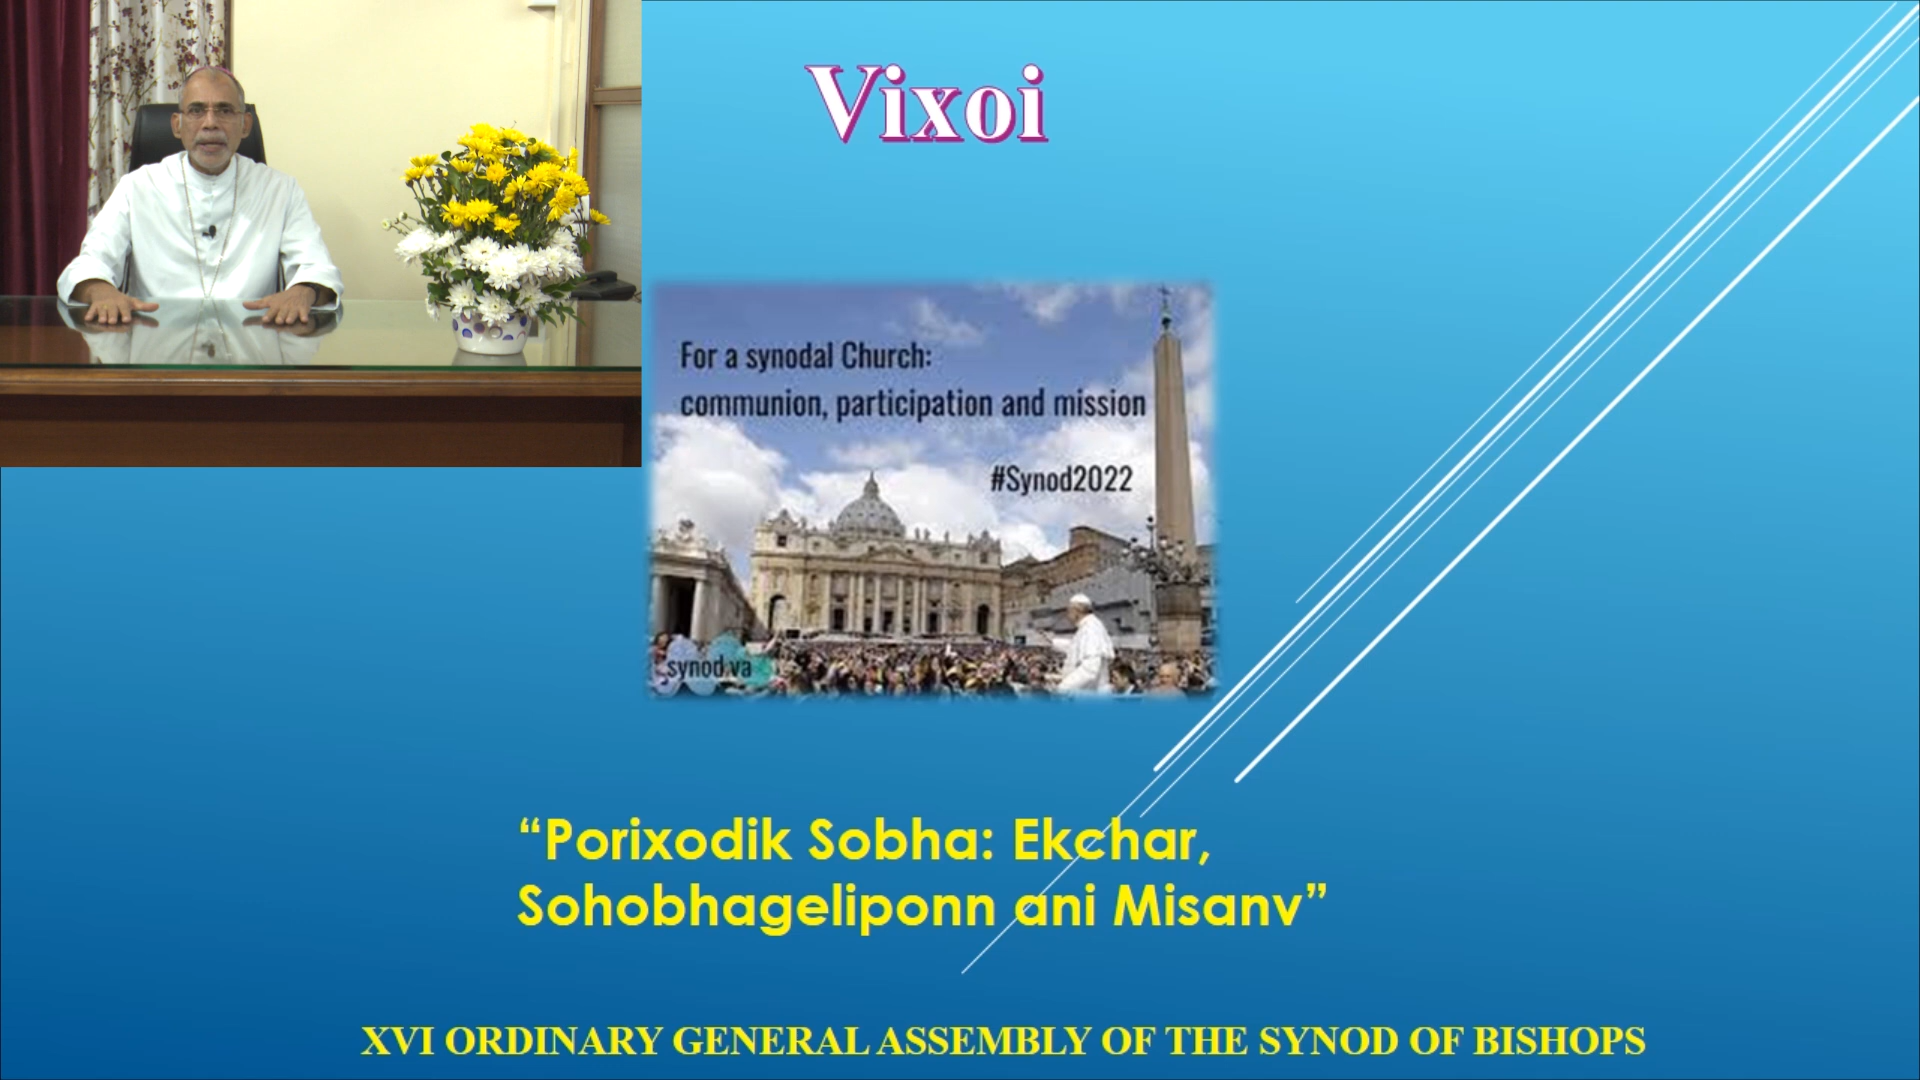 Vixoi
For a synodal Church:
communion, participation and mission
#Synod2022
synod.va
“Porixodik Sobha: Ekchar,
Sohobhageliponn ani Misanv”
XVI ORDINARY GENERAL ASSEMBLY OF THE SYNOD OF BISHOPS